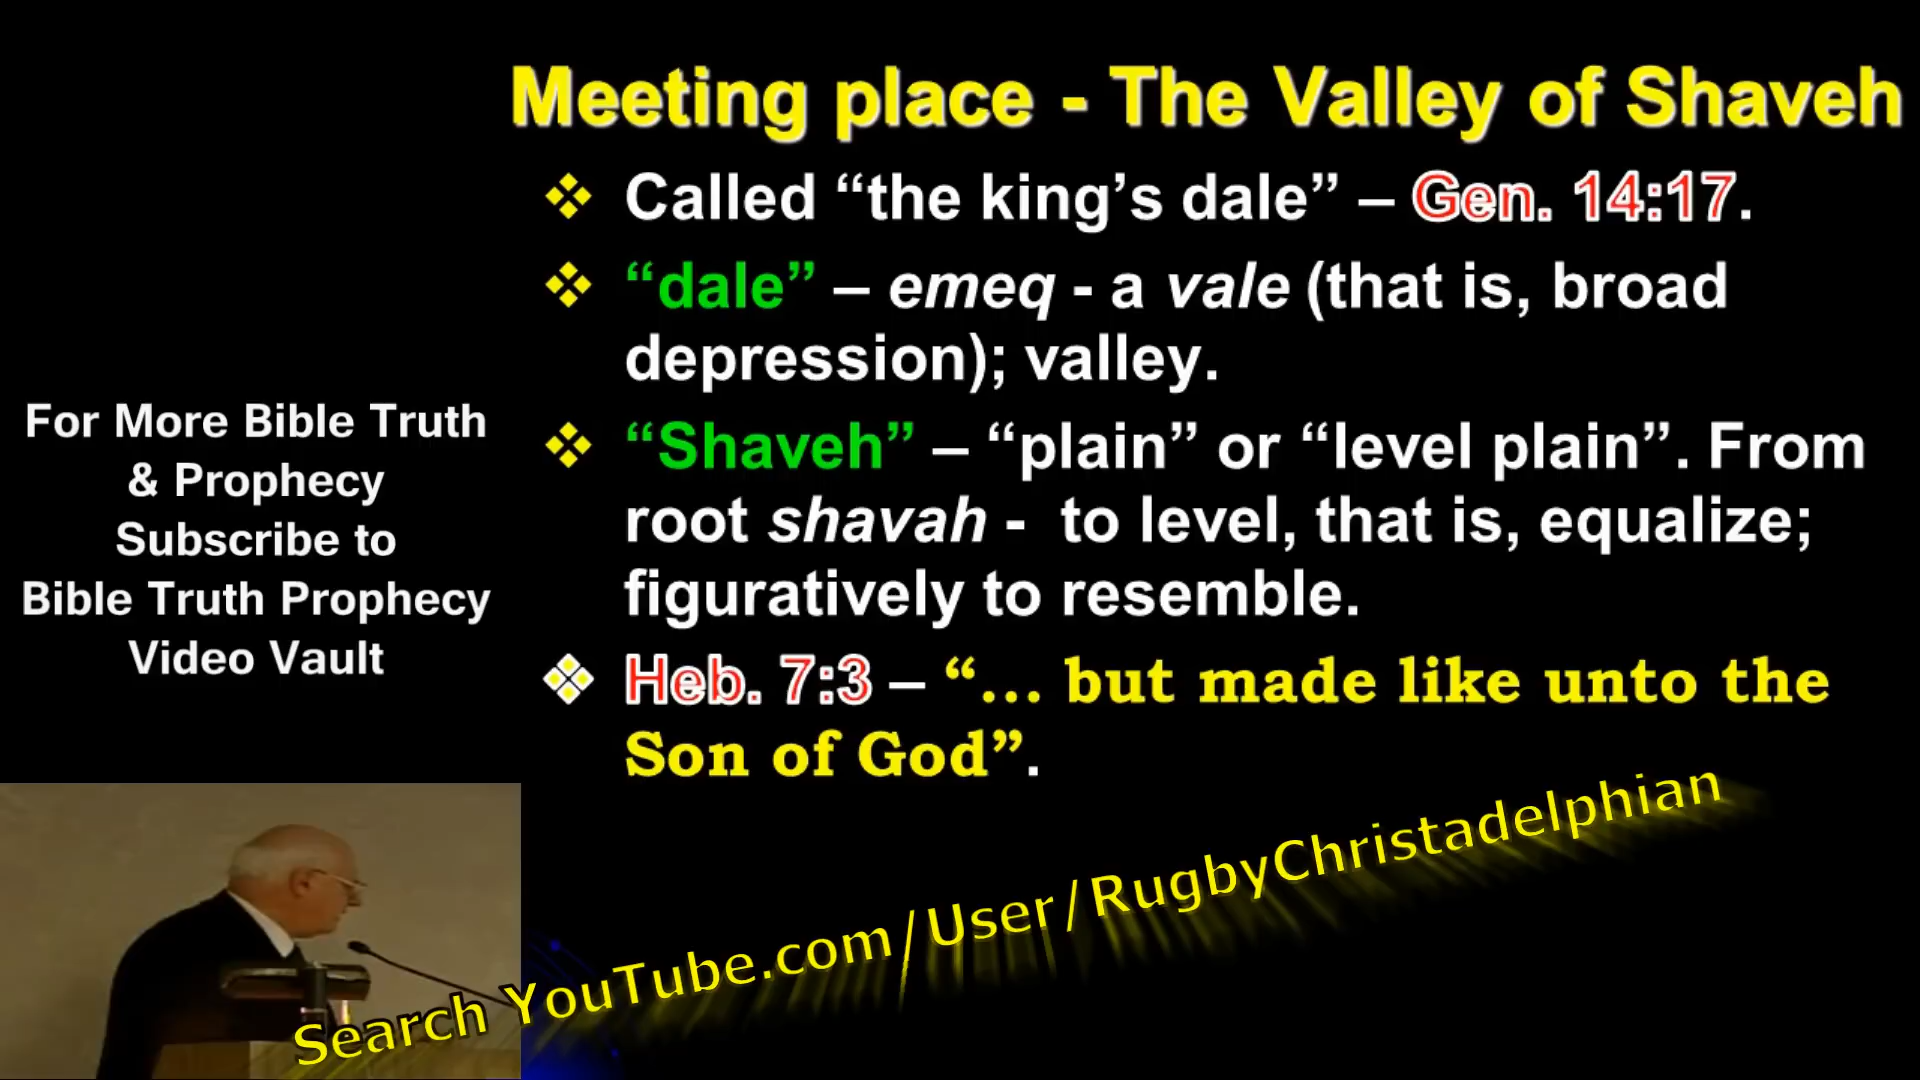 Meeting place - The Valley of Shaveh
Called “the king’s dale” – Gen. 14:17.
“dale” – emeq - a vale (that is, broad
depression); valley.
“Shaveh” – “plain” or “level plain”. From
root shavah - to level, that is, equalize;
figuratively to resemble.
Heb. 7:3 – “... but made like unto the
Son of God”.
For More Bible Truth
& Prophecy
Subscribe to
Bible Truth Prophecy
Video Vault
Search YouTube.com/User/RugbyChristadelphian